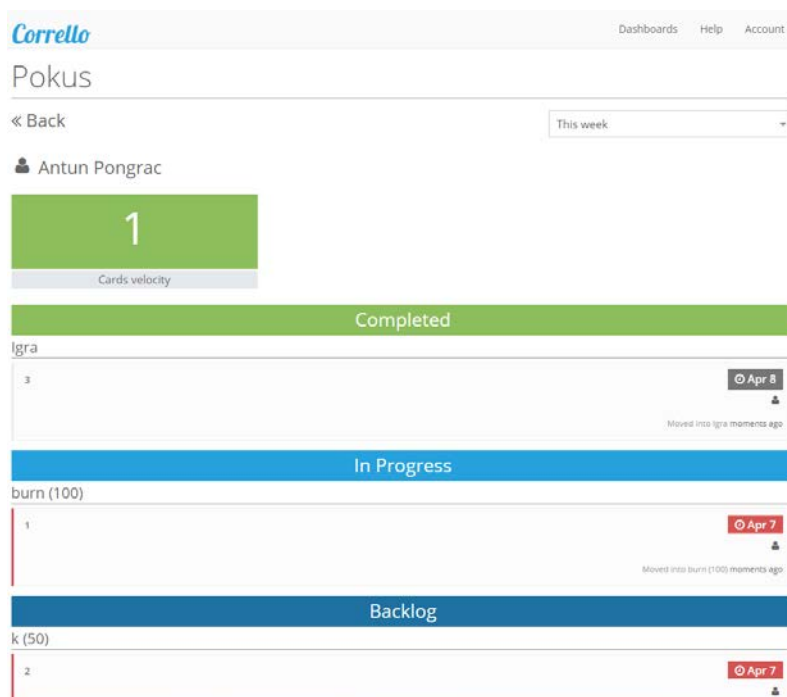 Corrello
Dashboards Help Account
Pokus
« Back
This week
Antun Pongrac
1
Cards velocity
Completed
Igra
3
Apr 8
Moved into Igra moments ago
In Progress
burn (100)
1
Apr 7
Moved into burn (100) moments ago
Backlog
k (50)
2
Apr 7